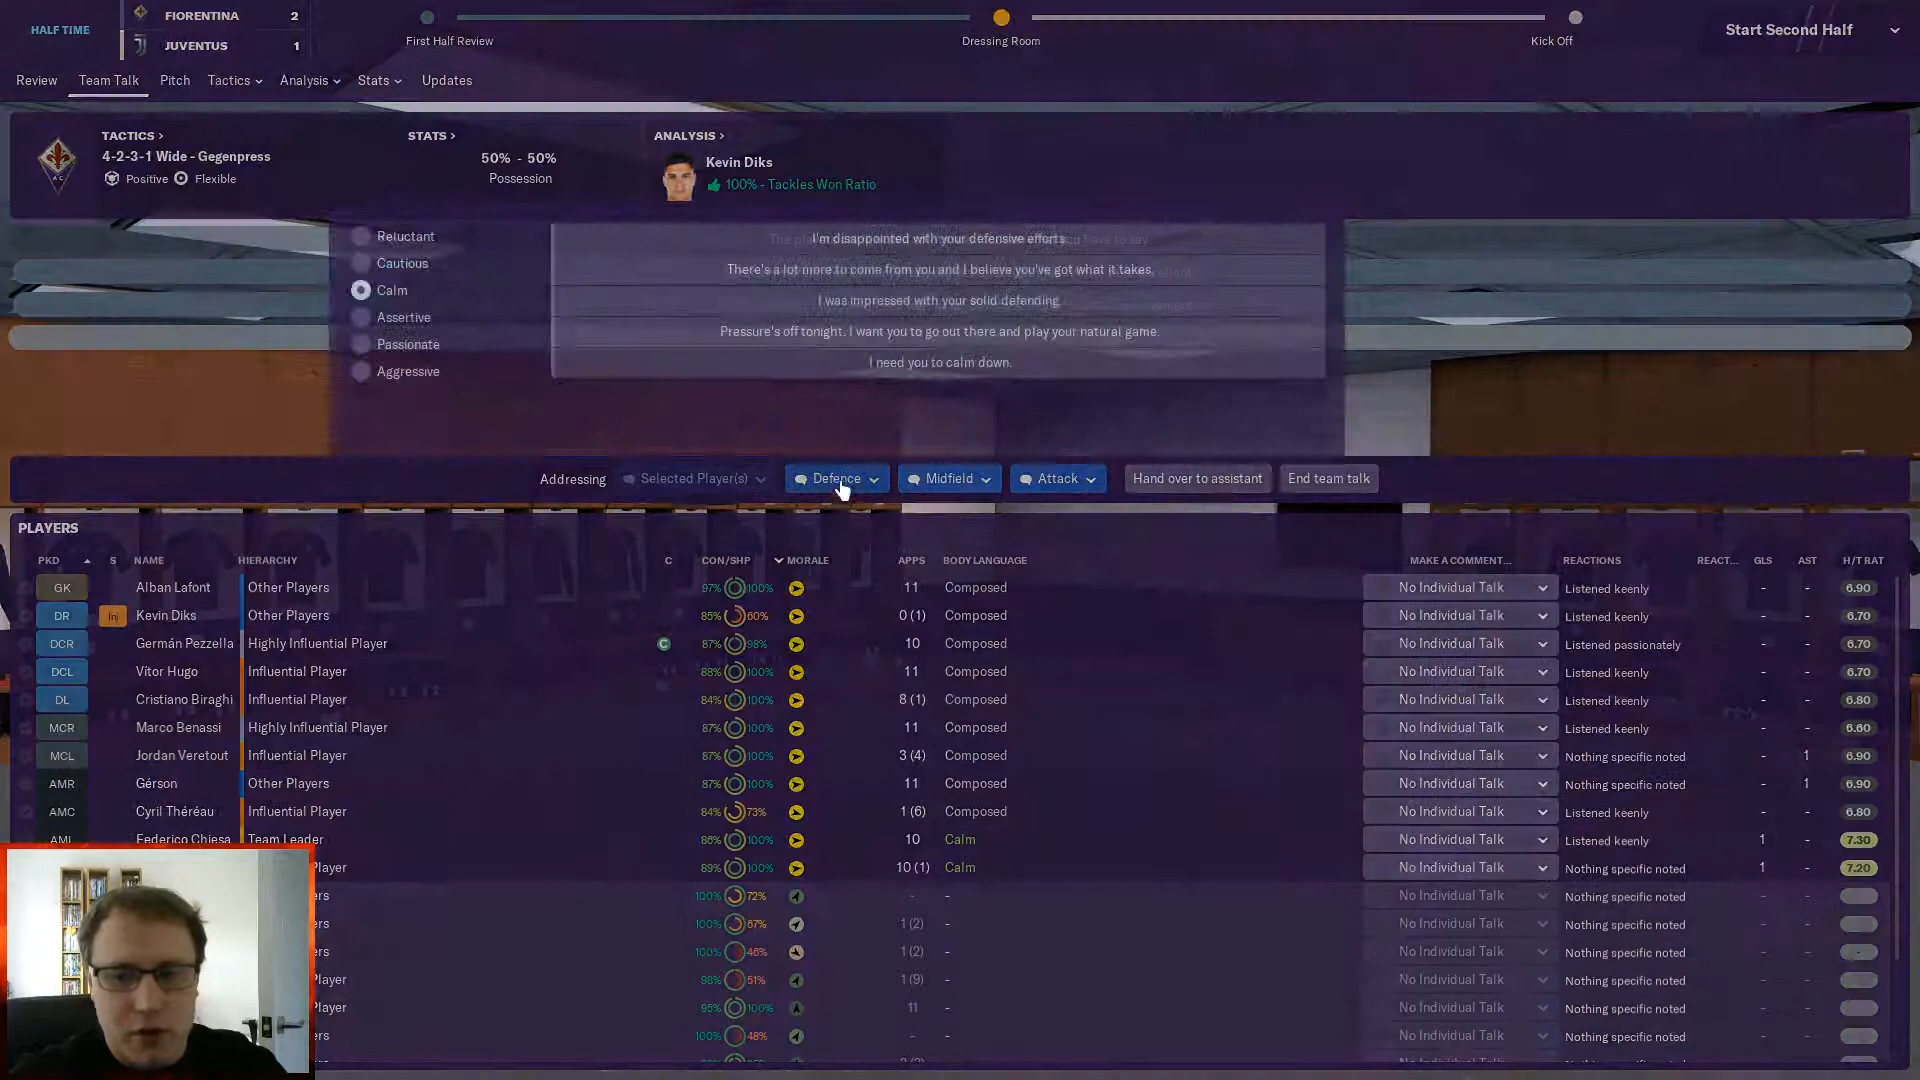 HALF TIME
FIORENTINA 2
JUVENTUS 1
First Half Review
Dressing Room
Kick Off
Start Second Half
Review
Team Talk
Pitch
Tactics
Analysis
Stats
Updates
TACTICS >
4-2-3-1 Wide - Gegenpress
Positive Flexible
STATS >
50% - 50%
Possession
ANALYSIS >
Kevin Diks
100% - Tackles Won Ratio
Reluctant
Cautious
Calm
Assertive
Passionate
Aggressive
I'm disappointed with your defensive efforts.
There's a lot more to come from you and I believe you've got what it takes.
I was impressed with your solid defending.
Pressure's off tonight. I want you to go out there and play your natural game.
I need you to calm down.
Addressing Selected Player(s) Defence Midfield Attack Hand over to assistant End team talk
PLAYERS
PKD S NAME HIERARCHY C CON/SHP MORALE APPS BODY LANGUAGE MAKE A COMMENT... REACTIONS REACT... GLS AST H/T RAT
GK Alban Lafont Other Players 97% 100% 11 Composed No Individual Talk Listened keenly - - 6.90
DR Inj Kevin Diks Other Players 85% 60% 0 (1) Composed No Individual Talk Listened keenly - - 6.70
DCR Germán Pezzella Highly Influential Player C 87% 98% 10 Composed No Individual Talk Listened passionately - - 6.70
DCL Vítor Hugo Influential Player 88% 100% 11 Composed No Individual Talk Listened keenly - - 6.70
DL Cristiano Biraghi Influential Player 84% 100% 8 (1) Composed No Individual Talk Listened keenly - - 6.80
MCR Marco Benassi Highly Influential Player 87% 100% 11 Composed No Individual Talk Listened keenly - - 6.60
MCL Jordan Veretout Influential Player 87% 100% 3 (4) Composed No Individual Talk Nothing specific noted - 1 6.90
AMR Gérson Other Players 87% 100% 11 Composed No Individual Talk Nothing specific noted - 1 6.90
AMC Cyril Théréau Influential Player 84% 73% 1 (6) Composed No Individual Talk Listened keenly - - 6.80
AML Federico Chiesa Team Leader 86% 100% 10 Calm No Individual Talk Listened keenly 1 - 7.30
Player 89% 100% 10 (1) Calm No Individual Talk Nothing specific noted 1 - 7.20
ers 100% 72% - - No Individual Talk Nothing specific noted - -
ers 100% 67% 1 (2) - No Individual Talk Nothing specific noted - -
ers 100% 46% 1 (2) - No Individual Talk Nothing specific noted - - -
Player 98% 51% 1 (9) - No Individual Talk Nothing specific noted - -
Player 95% 100% 11 - No Individual Talk Nothing specific noted - -
ers 100% 48% - - No Individual Talk Nothing specific noted - -